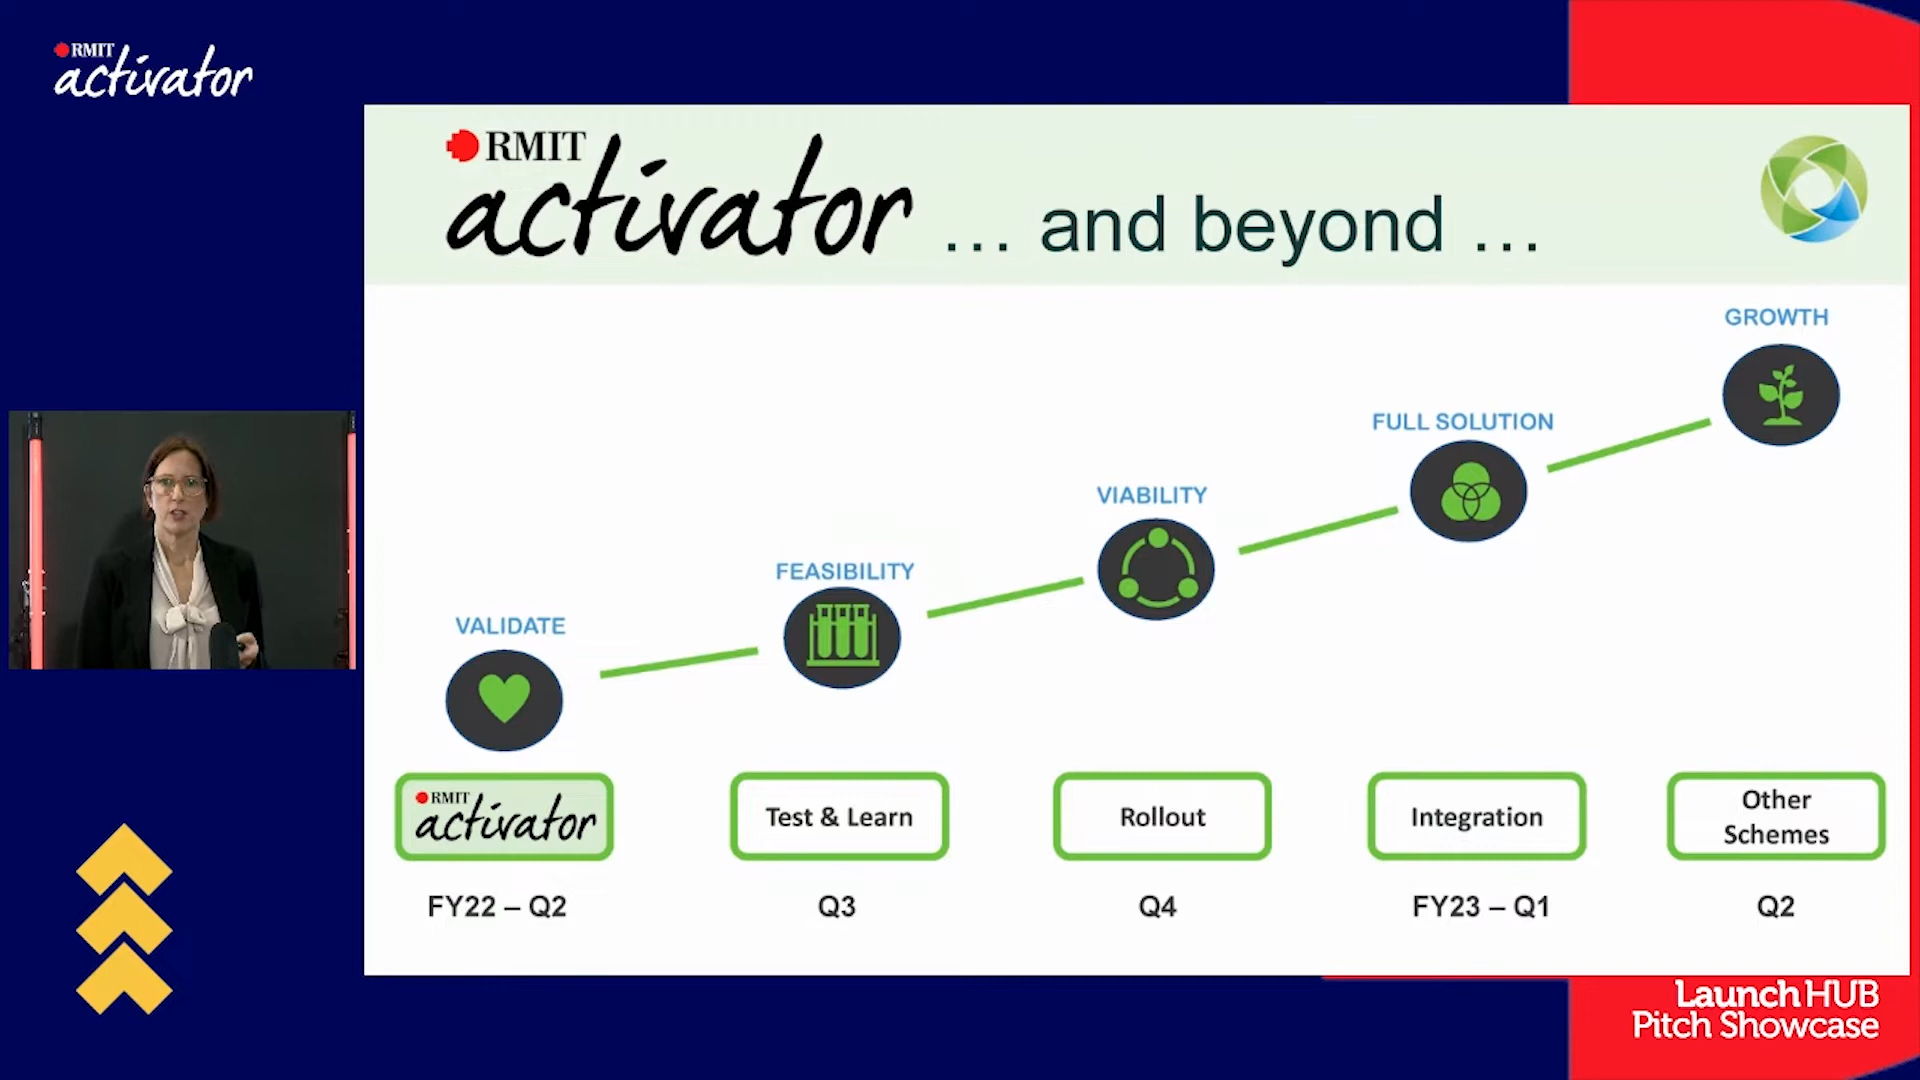 RMIT
activator
RMIT
activator ... and beyond ...
GROWTH
FULL SOLUTION
VIABILITY
FEASIBILITY
VALIDATE
RMIT
activator
Test & Learn
Rollout
Integration
Other
Schemes
FY22 – Q2
Q3
Q4
FY23 – Q1
Q2
Launch HUB
Pitch Showcase